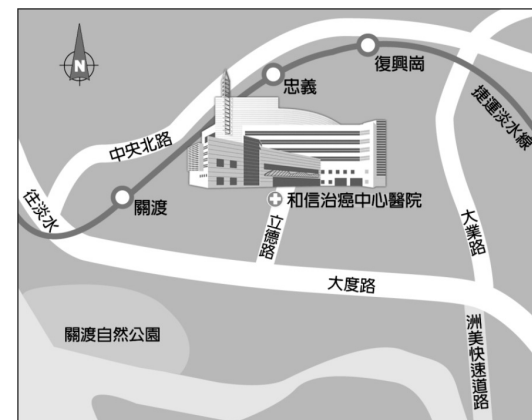 復興崗
忠義
捷運淡水線
中央北路
往淡水
關渡
和信治癌中心醫院
立德路
大業路
大度路
關渡自然公園
洲美快速道路